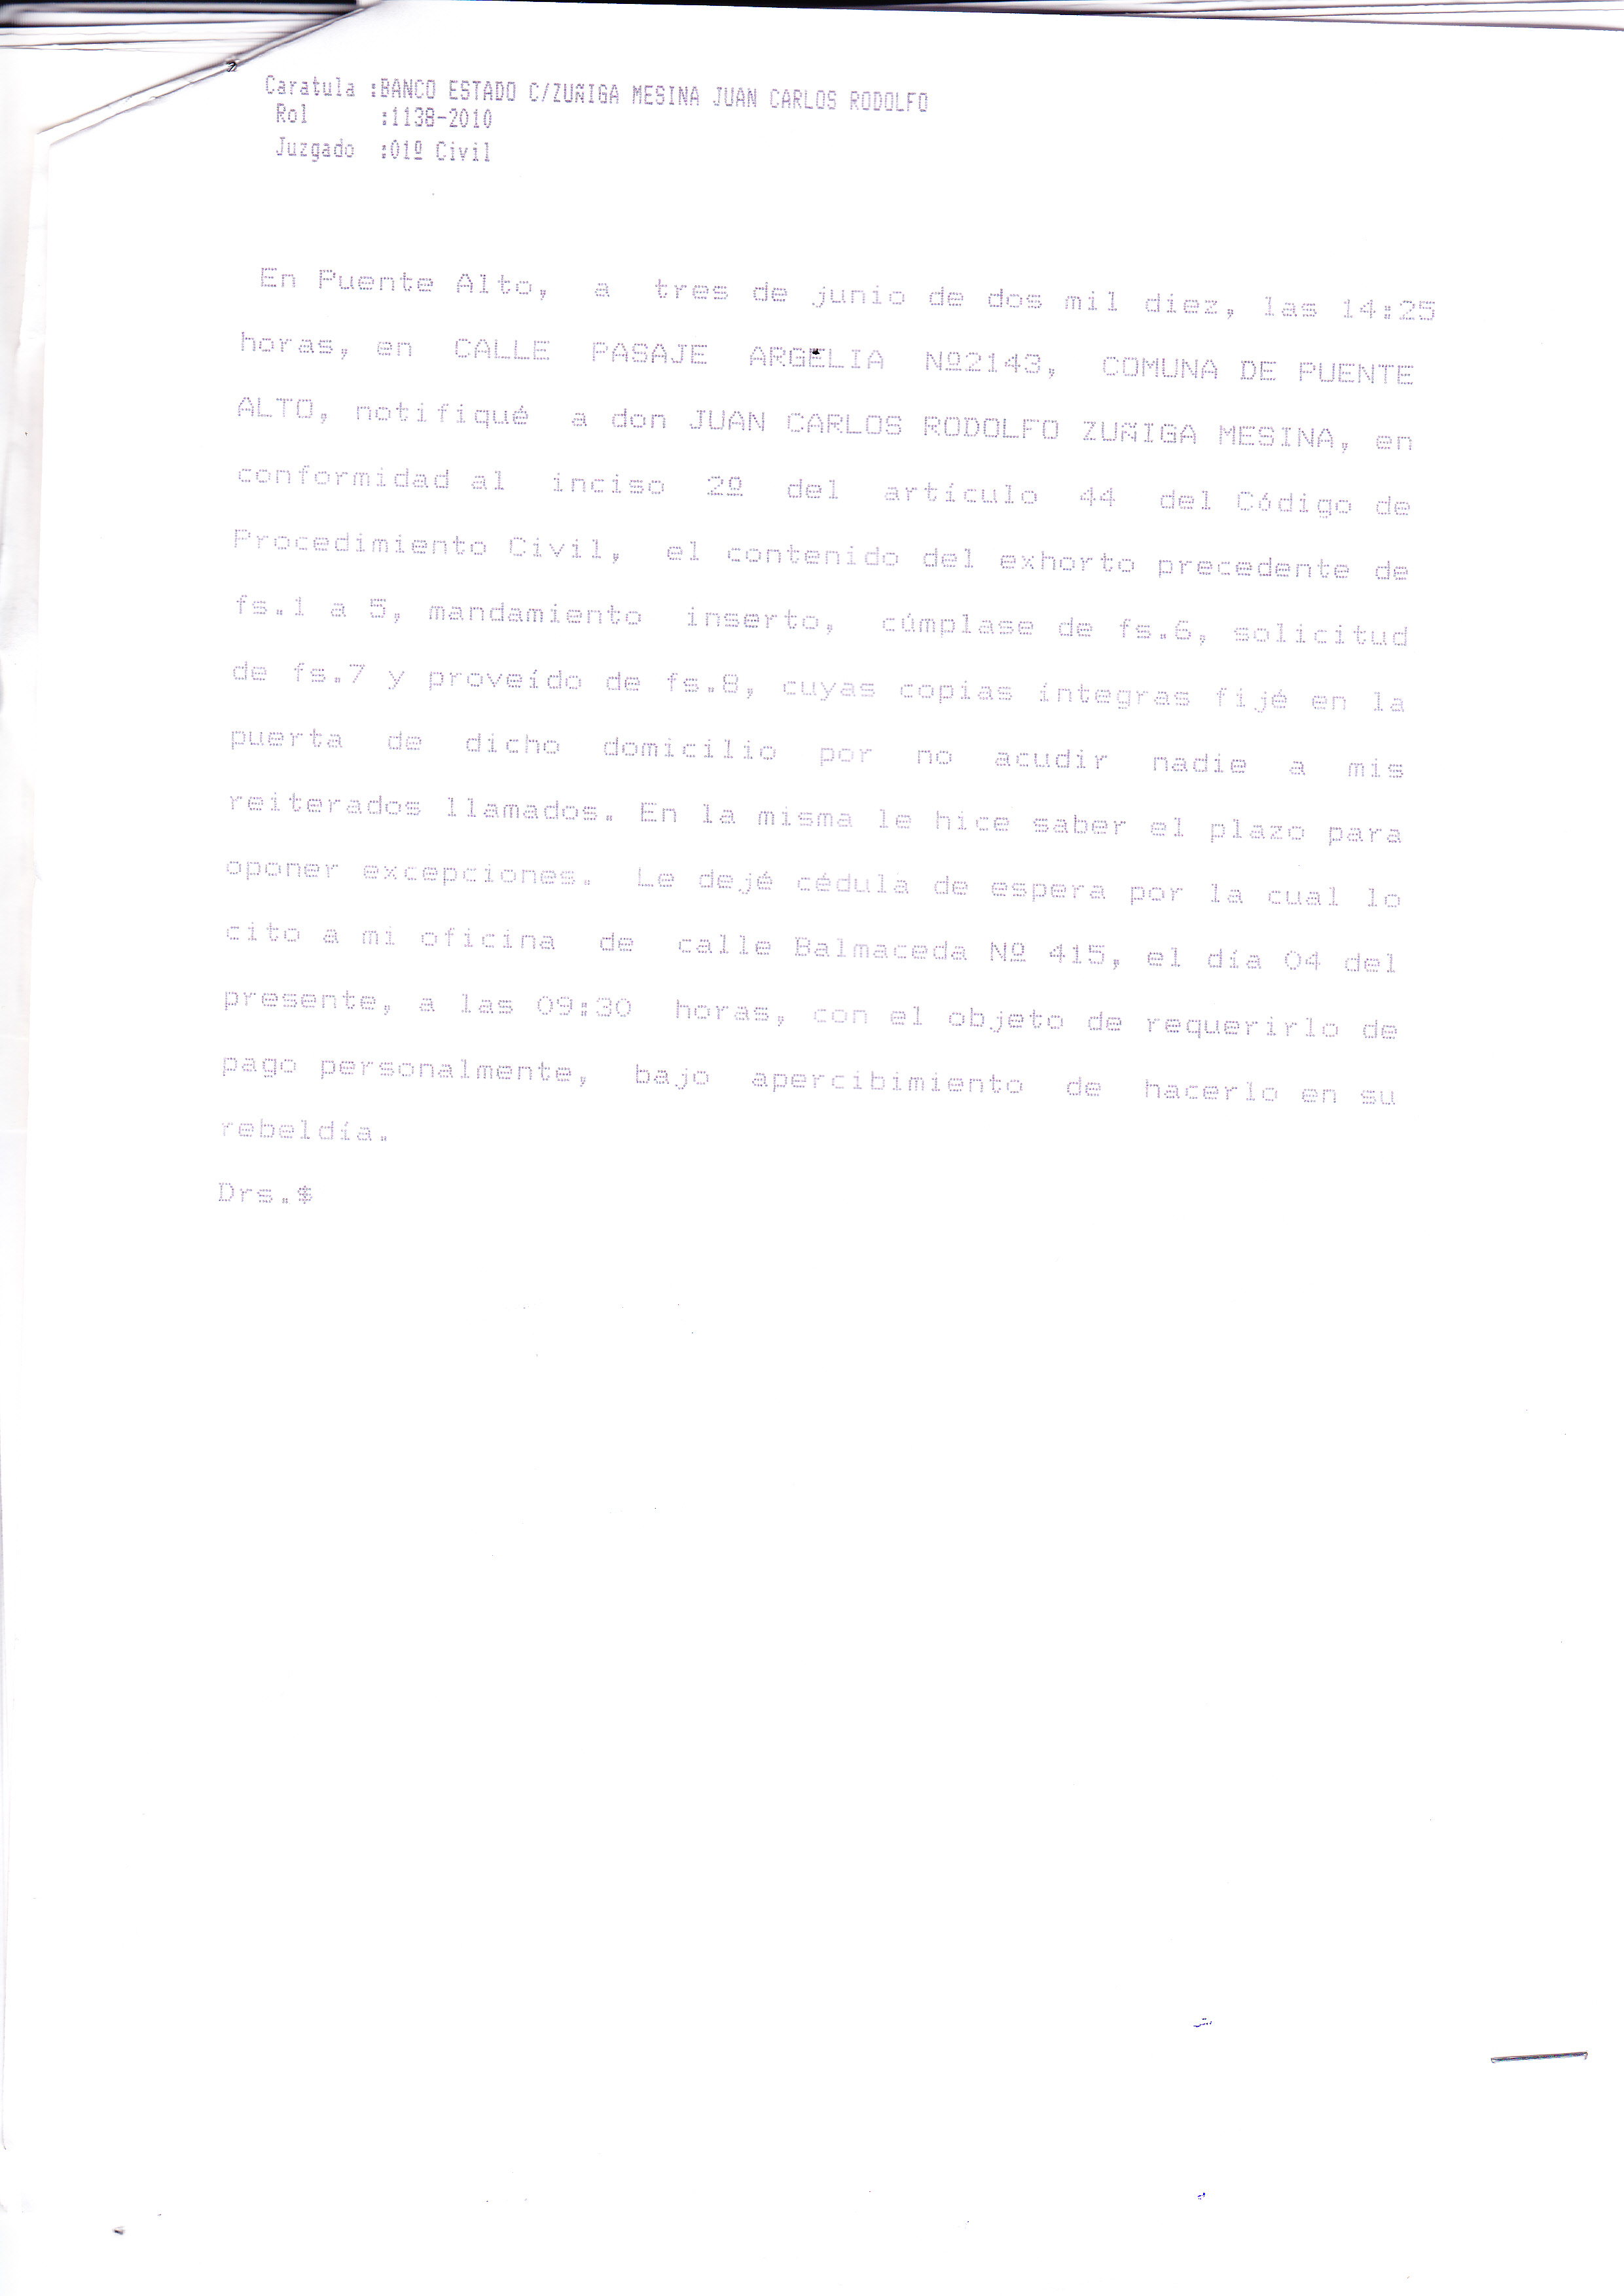 Caratula :BANCO ESTADO C/ZUÑIGA MESINA JUAN CARLOS RODOLFO
Rol :1138-2010
Juzgado :01º Civil
En Puente Alto, a tres de junio de dos mil diez, las 14:25
horas, en CALLE PASAJE ARGELIA Nº2143, COMUNA DE PUENTE
ALTO, notifiqué a don JUAN CARLOS RODOLFO ZUÑIGA MESINA, en
conformidad al inciso 2º del artículo 44 del Código de
Procedimiento Civil, el contenido del exhorto precedente de
fs.1 a 5, mandamiento inserto, cúmplase de fs.6, solicitud
de fs.7 y proveído de fs.8, cuyas copias íntegras fijé en la
puerta de dicho domicilio por no acudir nadie a mis
reiterados llamados. En la misma le hice saber el plazo para
oponer excepciones. Le dejé cédula de espera por la cual lo
cito a mi oficina de calle Balmaceda Nº 415, el día 04 del
presente, a las 09:30 horas, con el objeto de requerirlo de
pago personalmente, bajo apercibimiento de hacerlo en su
rebeldía.
Drs.$